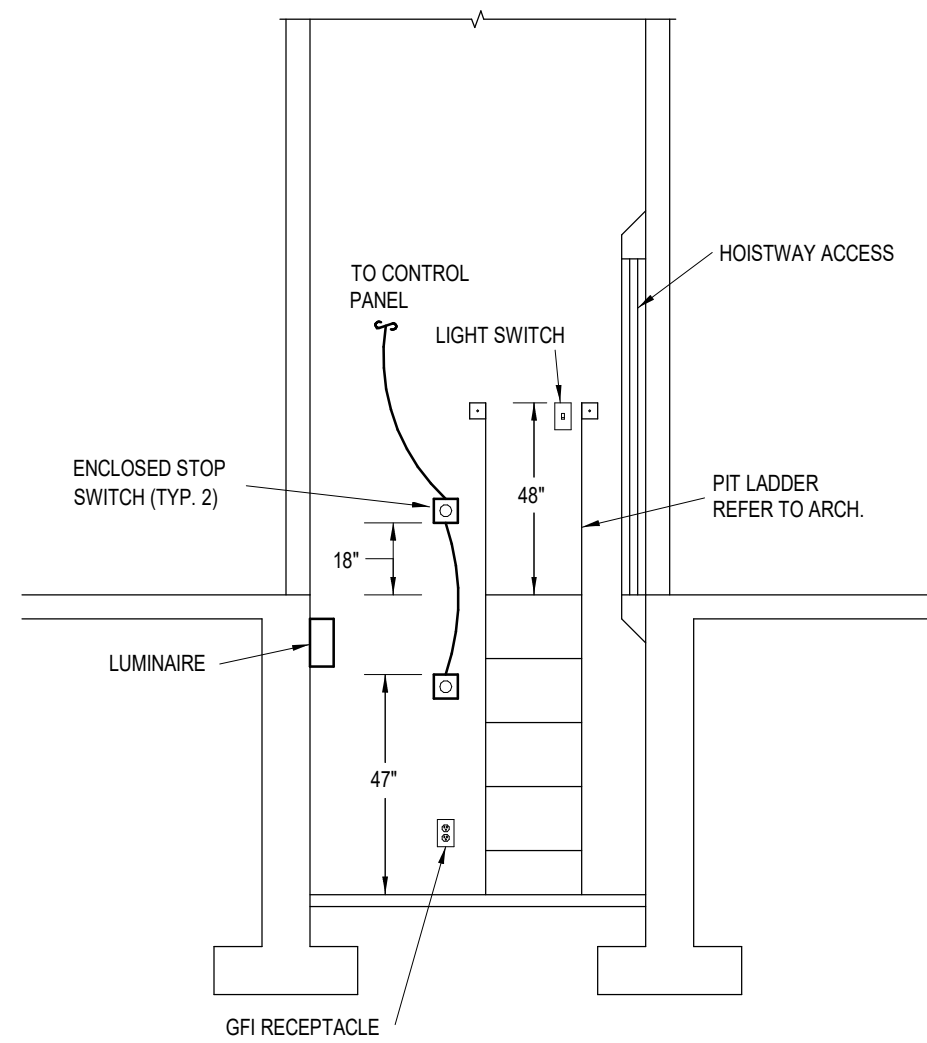 HOISTWAY ACCESS
TO CONTROL
PANEL
LIGHT SWITCH
ENCLOSED STOP
SWITCH (TYP. 2)
48"
PIT LADDER
REFER TO ARCH.
18"
LUMINAIRE
47"
GFI RECEPTACLE